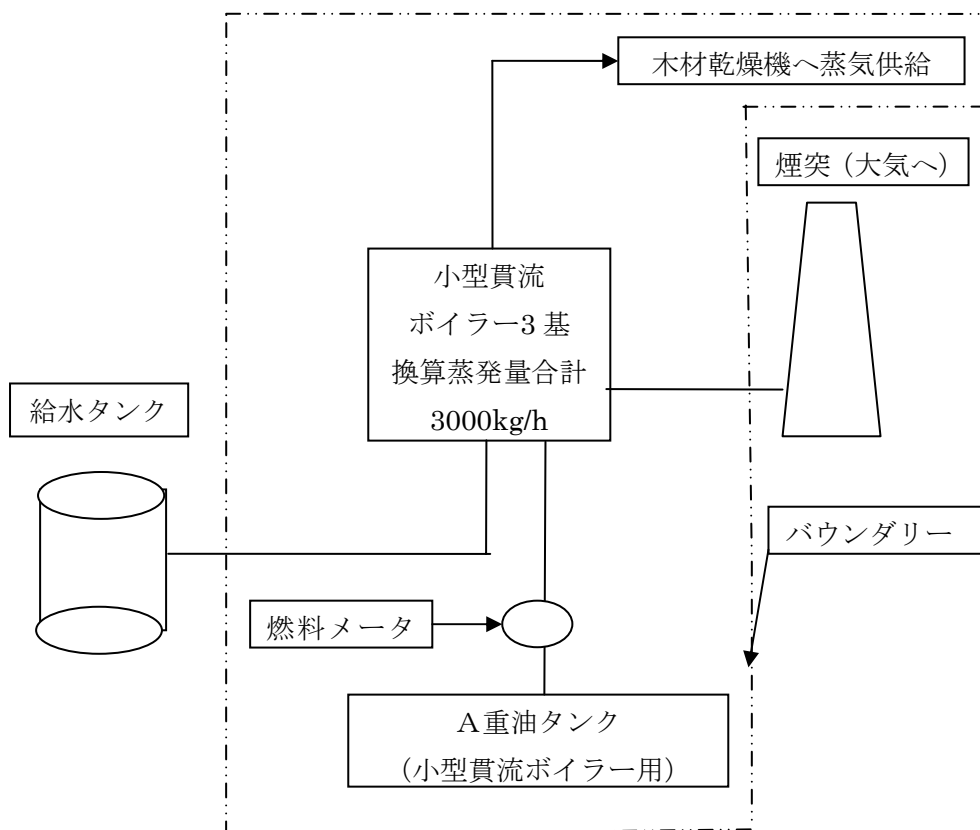 木材乾燥機へ蒸気供給
煙突（大気へ）
小型貫流
ボイラー3 基
換算蒸発量合計
3000kg/h
給水タンク
バウンダリー
燃料メータ
A重油タンク
（小型貫流ボイラー用）